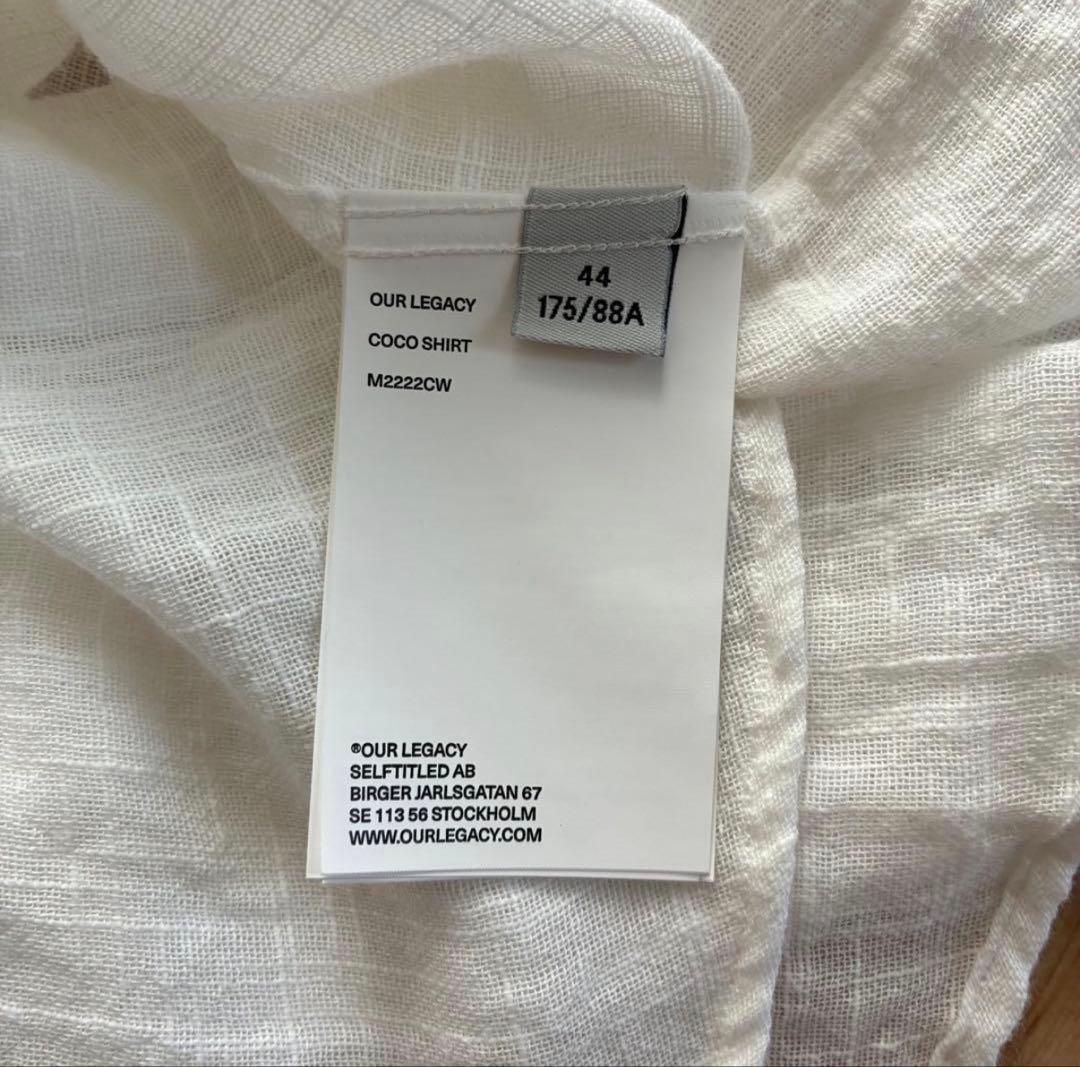 44
175/88A
OUR LEGACY
COCO SHIRT
M2222CW
®OUR LEGACY
SELFTITLED AB
BIRGER JARLSGATAN 67
SE 113 56 STOCKHOLM
WWW.OURLEGACY.COM